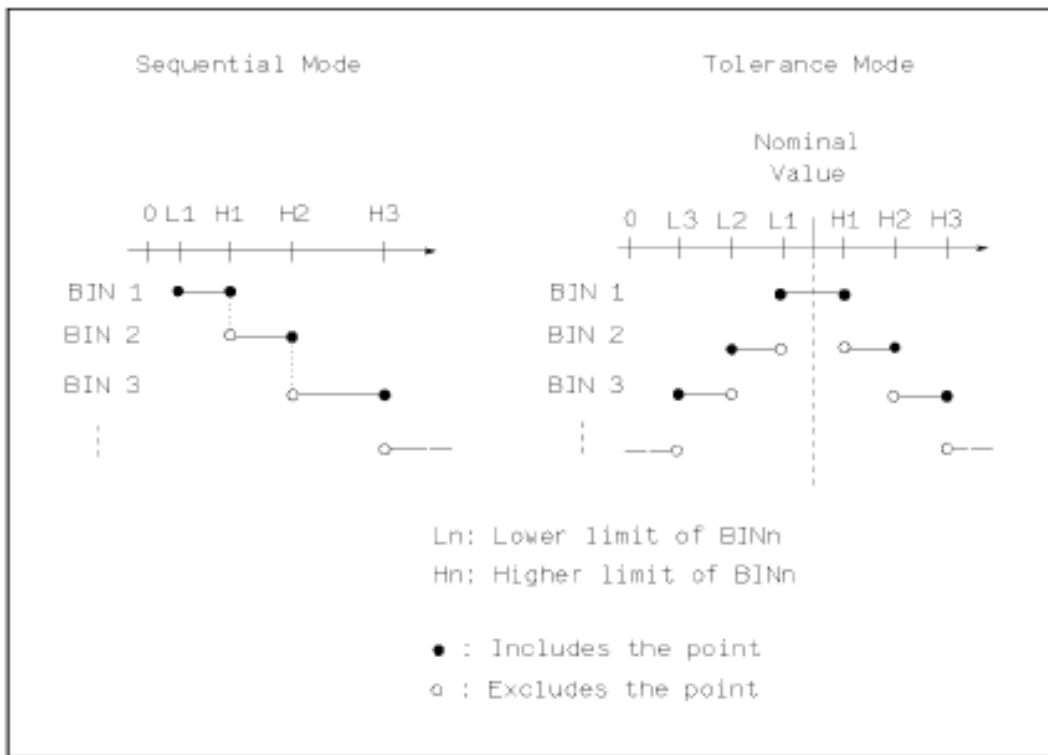 Sequential Mode
0 L1 H1 H2 H3
BIN 1
BIN 2
BIN 3
Tolerance Mode
Nominal
Value
0 L3 L2 L1 H1 H2 H3
BIN 1
BIN 2
BIN 3
Ln: Lower limit of BINn
Hn: Higher limit of BINn
● : Includes the point
○ : Excludes the point